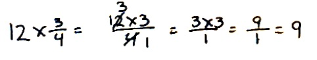 12 × 3/4 = 3 12 × 3 / 4 1 = 3×3/1 = 9/1 = 9